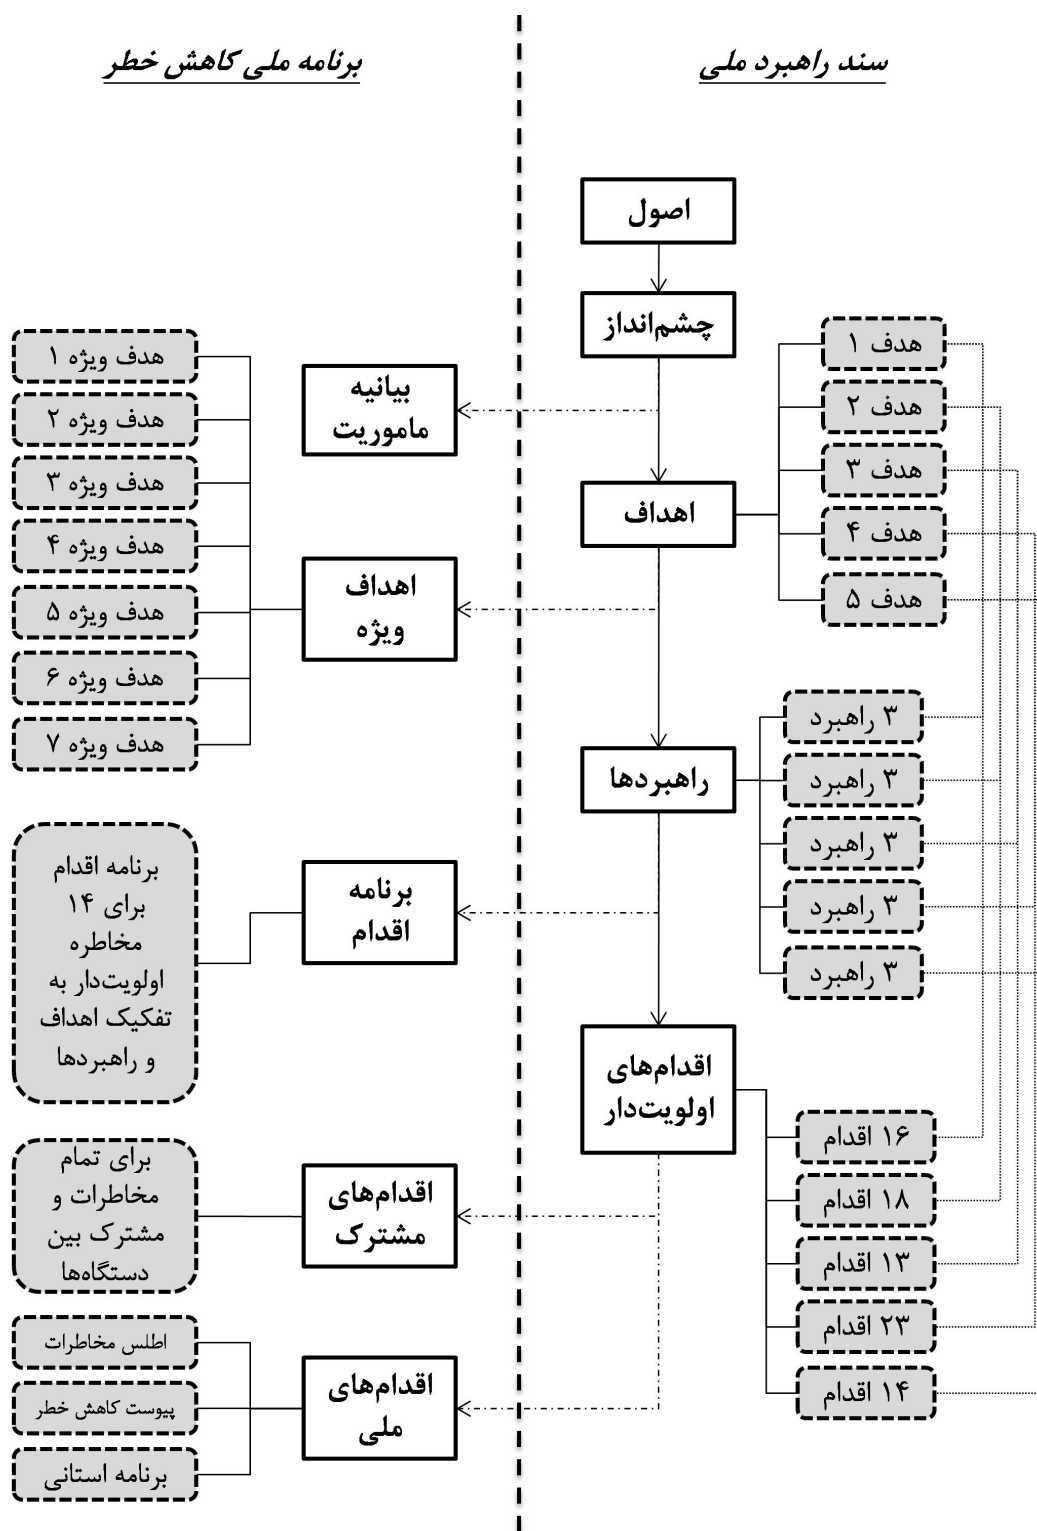 سند راهبرد ملی
اصول
چشم‌انداز
هدف ۱
هدف ۲
هدف ۳
هدف ۴
هدف ۵
اهداف
راهبردها
۳ راهبرد
۳ راهبرد
۳ راهبرد
۳ راهبرد
۳ راهبرد
اقدام‌های
اولویت‌دار
۱۶ اقدام
۱۸ اقدام
۱۳ اقدام
۲۳ اقدام
۱۴ اقدام
برنامه ملی کاهش خطر
بیانیه
ماموریت
اهداف
ویژه
هدف ویژه ۱
هدف ویژه ۲
هدف ویژه ۳
هدف ویژه ۴
هدف ویژه ۵
هدف ویژه ۶
هدف ویژه ۷
برنامه
اقدام
برنامه اقدام
برای ۱۴
مخاطره
اولویت‌دار به
تفکیک اهداف
و راهبردها
اقدام‌های
مشترک
برای تمام
مخاطرات و
مشترک بین
دستگاه‌ها
اقدام‌های
ملی
اطلس مخاطرات
پیوست کاهش خطر
برنامه استانی